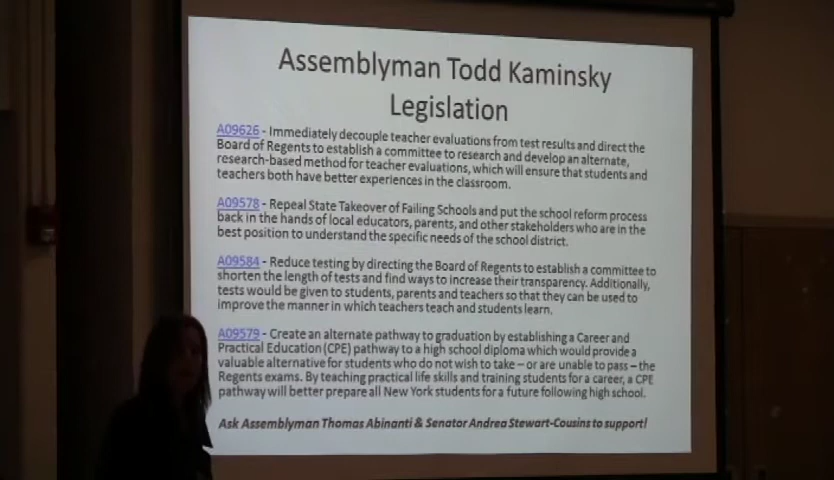 Assemblyman Todd Kaminsky
Legislation
A09626 - Immediately decouple teacher evaluations from test results and direct the
Board of Regents to establish a committee to research and develop an alternate,
research-based method for teacher evaluations, which will ensure that students and
teachers both have better experiences in the classroom.
A09578 - Repeal State Takeover of Failing Schools and put the school reform process
back in the hands of local educators, parents, and other stakeholders who are in the
best position to understand the specific needs of the school district.
A09584 - Reduce testing by directing the Board of Regents to establish a committee to
shorten the length of tests and find ways to increase their transparency. Additionally,
tests would be given to students, parents and teachers so that they can be used to
improve the manner in which teachers teach and students learn.
A09579 - Create an alternate pathway to graduation by establishing a Career and
Practical Education (CPE) pathway to a high school diploma which would provide a
valuable alternative for students who do not wish to take – or are unable to pass – the
Regents exams. By teaching practical life skills and training students for a career, a CPE
pathway will better prepare all New York students for a future following high school.
Ask Assemblyman Thomas Abinanti & Senator Andrea Stewart-Cousins to support!